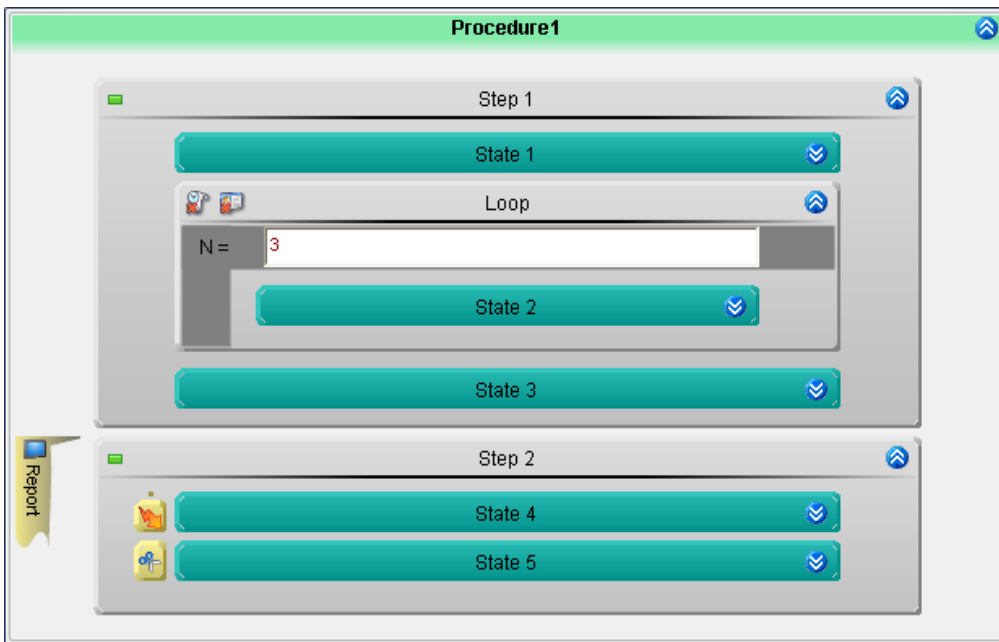 Procedure1
Step 1
State 1
Loop
N =
3
State 2
State 3
Report
Step 2
State 4
State 5